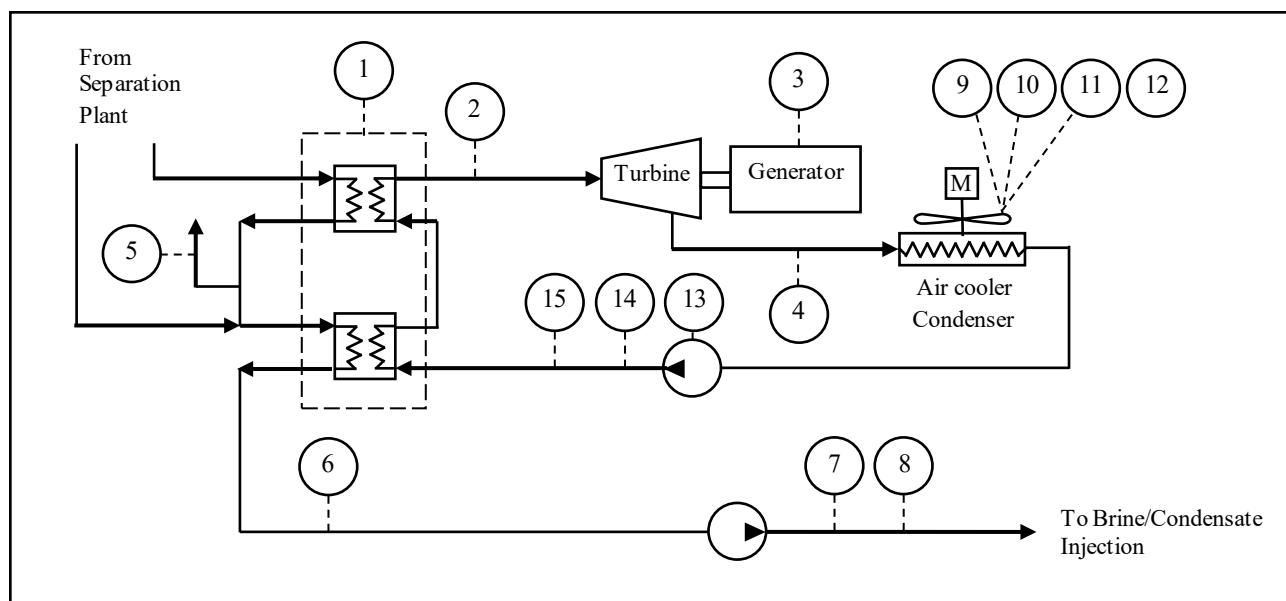 From
Separation
Plant
1
2
3
9
10
11
12
Turbine
Generator
M
5
4
Air cooler
Condenser
15
14
13
6
7
8
To Brine/Condensate
Injection